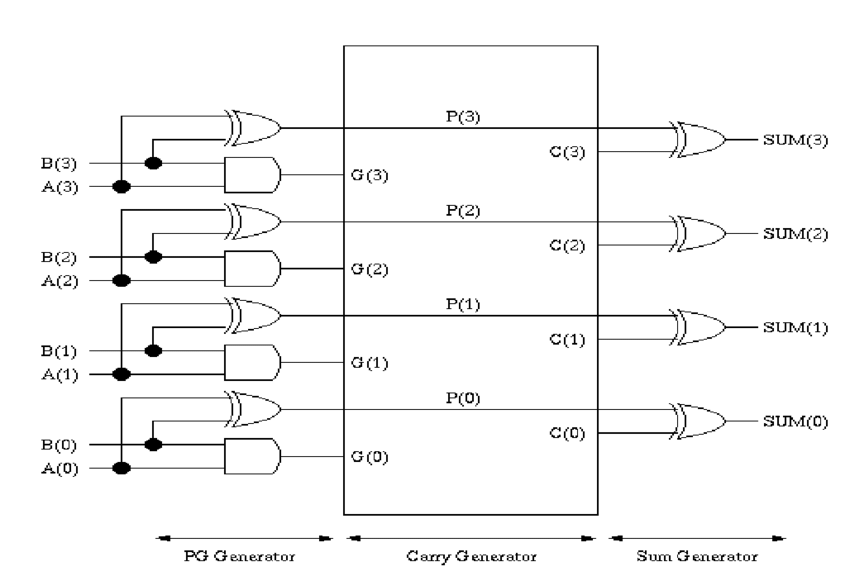 P(3)
C(3)
SUM(3)
B(3)
A(3)
G(3)
P(2)
C(2)
SUM(2)
B(2)
A(2)
G(2)
P(1)
C(1)
SUM(1)
B(1)
A(1)
G(1)
P(0)
C(0)
SUM(0)
B(0)
A(0)
G(0)
PG Generator
Carry Generator
Sum Generator